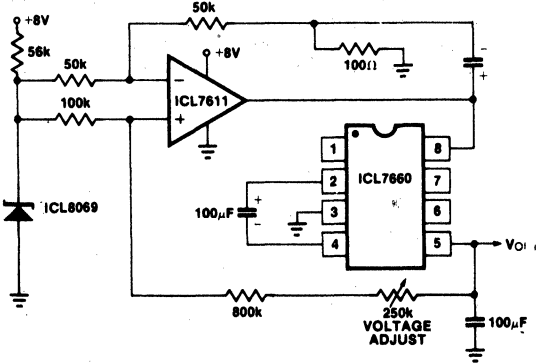 +8V
50k
56k
50k
+8V
−
+
100Ω
ICL7611
100k
−
+
ICL8069
1
8
ICL7660
2
7
+
100µF
−
3
6
4
5
800k
250k
VOLTAGE
ADJUST
100µF